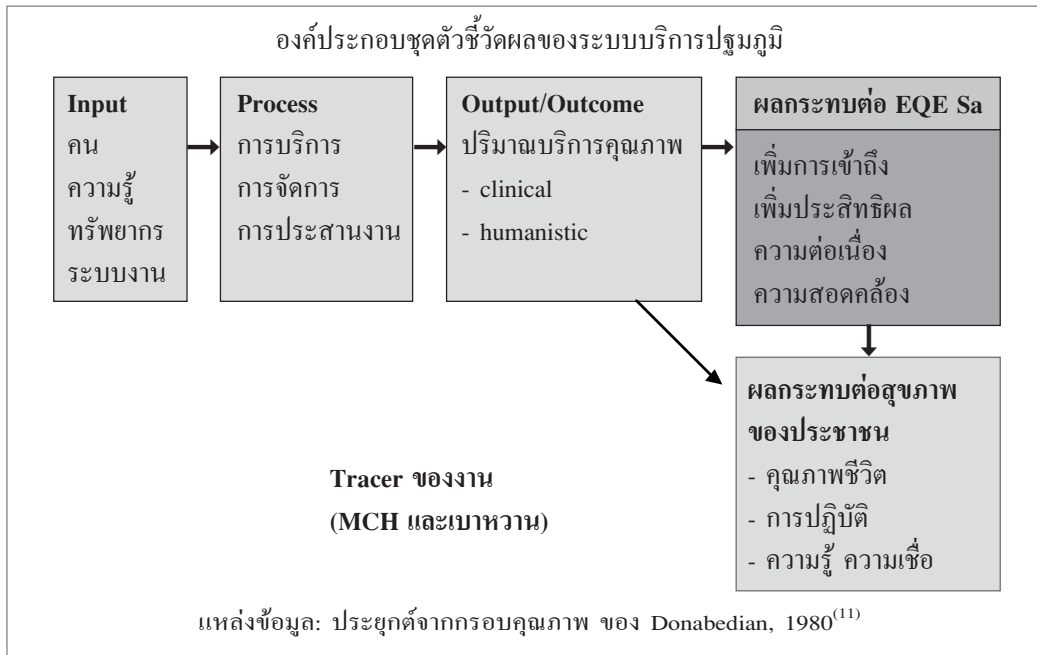 องค์ประกอบชุดตัวชี้วัดผลของระบบบริการปฐมภูมิ
Input
คน
ความรู้
ทรัพยากร
ระบบงาน
Process
การบริการ
การจัดการ
การประสานงาน
Output/Outcome
ปริมาณบริการคุณภาพ
- clinical
- humanistic
ผลกระทบต่อ EQE Sa
เพิ่มการเข้าถึง
เพิ่มประสิทธิผล
ความต่อเนื่อง
ความสอดคล้อง
ผลกระทบต่อสุขภาพ
ของประชาชน
- คุณภาพชีวิต
- การปฏิบัติ
- ความรู้ ความเชื่อ
Tracer ของงาน
(MCH และเบาหวาน)
แหล่งข้อมูล: ประยุกต์จากกรอบคุณภาพ ของ Donabedian, 1980(11)